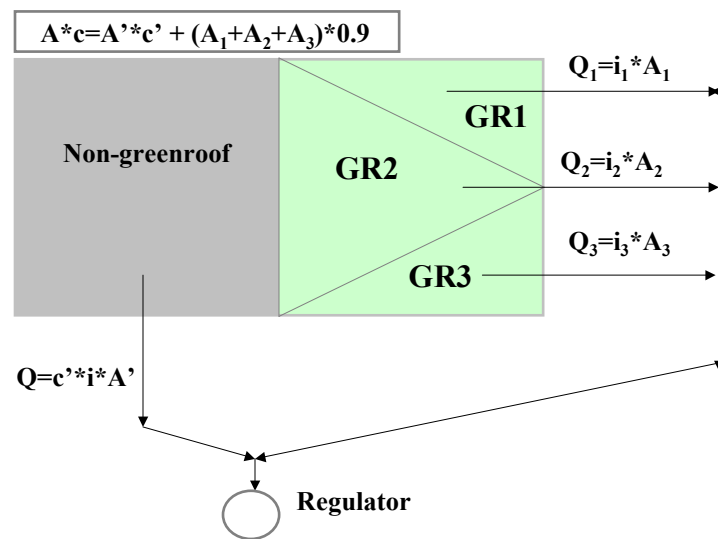 A*c=A'*c' + (A₁+A₂+A₃)*0.9
Q₁=i₁*A₁
GR1
Non-greenroof
GR2
Q₂=i₂*A₂
Q₃=i₃*A₃
GR3
Q=c'*i*A'
Regulator